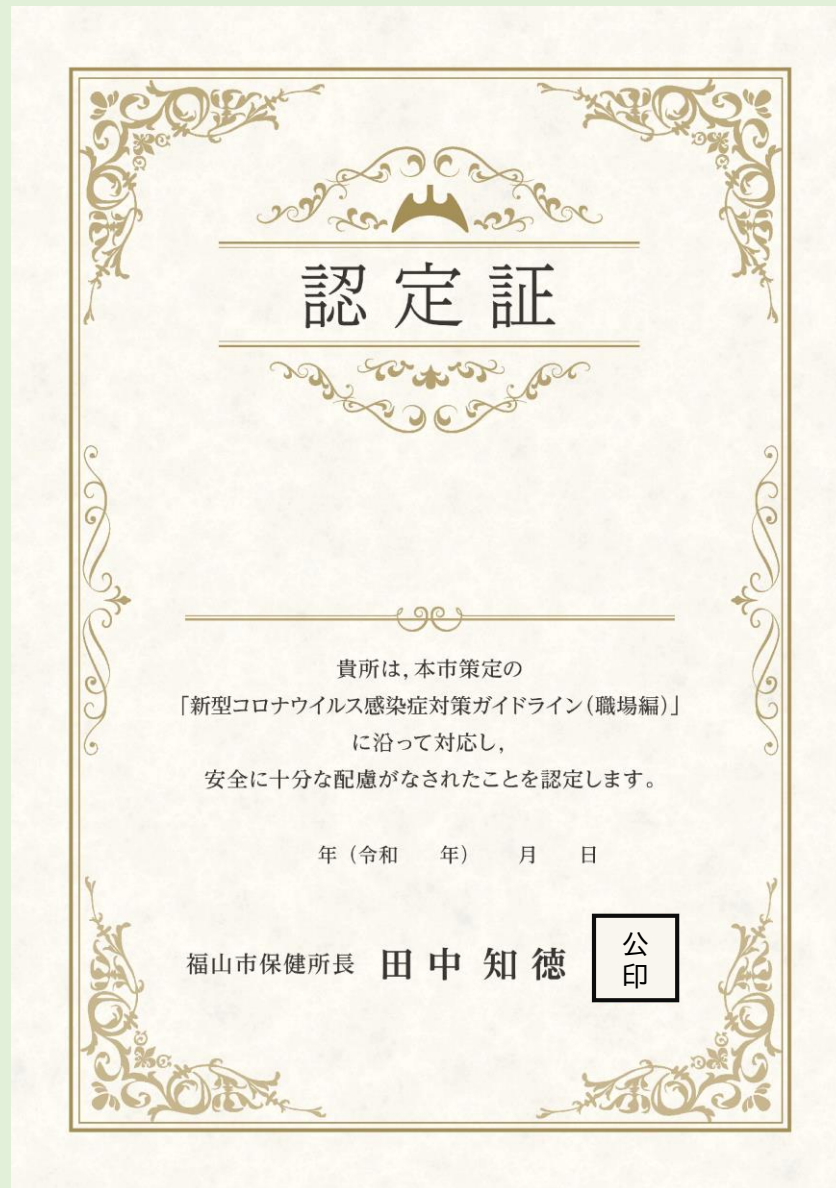 認定証
貴所は,本市策定の
「新型コロナウイルス感染症対策ガイドライン(職場編)」
に沿って対応し,
安全に十分な配慮がなされたことを認定します。
年(令和　年)　月　日
福山市保健所長 田中 知徳
公
印